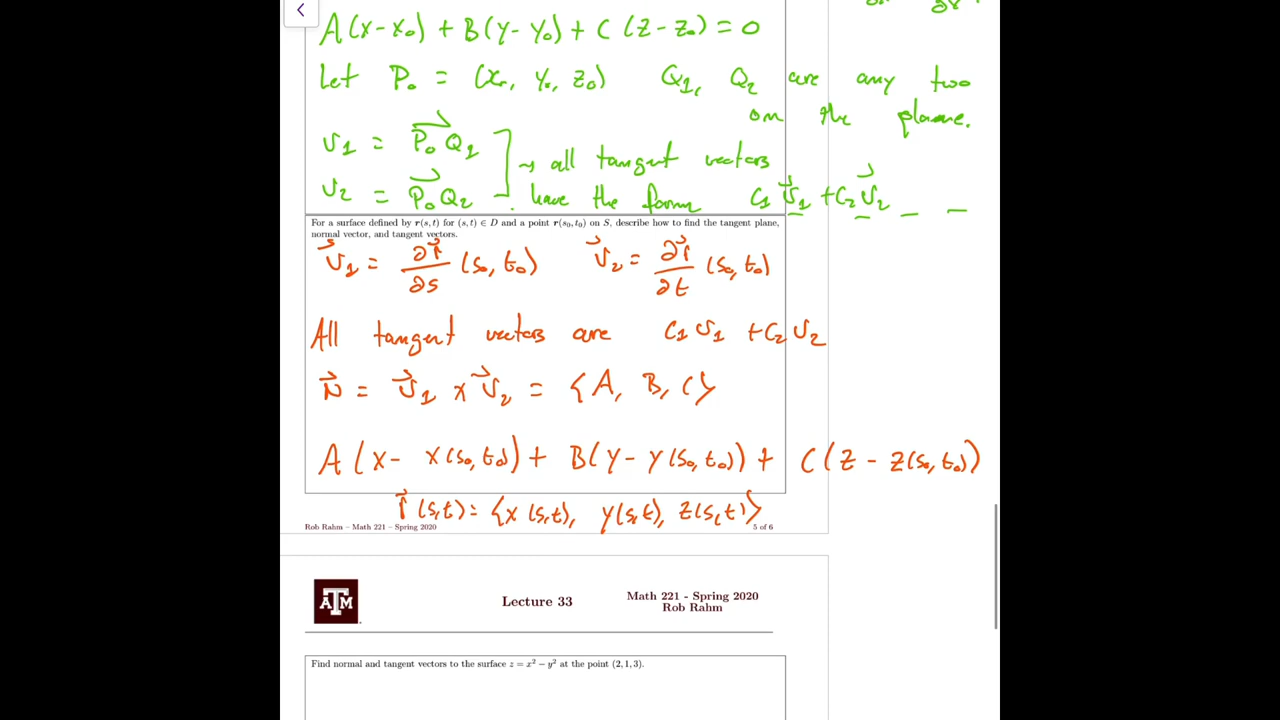 A(x-x₀) + B(y-y₀) + C(z-z₀) = 0
Let P₀ = (x₀, y₀, z₀) Q₁, Q₂ are any two
on the plane.
v₁ = P₀Q₁
v₂ = P₀Q₂
~ all tangent vectors
have the form c₁v₁ + c₂v₂
For a surface defined by r(s,t) for (s,t) ∈ D and a point r(s₀,t₀) on S, describe how to find the tangent plane,
normal vector, and tangent vectors.
v₁ = ∂r/∂s (s₀, t₀) v₂ = ∂r/∂t (s₀, t₀)
All tangent vectors are c₁v₁ + c₂v₂
N = v₁ x v₂ = {A, B, C}
A(x - x(s₀,t₀)) + B(y - y(s₀,t₀)) + C(z - z(s₀,t₀))
r(s,t) = {x(s,t), y(s,t), z(s,t)}
Rob Rahm – Math 221 – Spring 2020 5 of 6
ATM Lecture 33 Math 221 - Spring 2020
Rob Rahm
Find normal and tangent vectors to the surface z = x² − y² at the point (2, 1, 3).